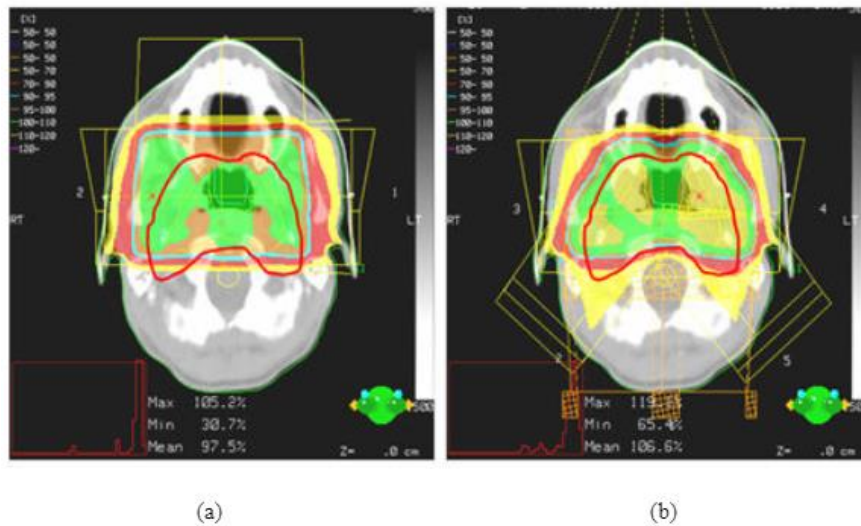 [%]
50~ 50
50~ 50
50~ 50
50~ 70
70~ 90
90~ 95
95~100
100~110
110~120
120~
2
1
RT
LT
Max 105.2%
Min 30.7%
Mean 97.5%
Z= .0 cm
500
(a)
[%]
50~ 50
50~ 50
50~ 50
50~ 70
70~ 90
90~ 95
95~100
100~110
110~120
120~
3
4
RT
LT
2
5
Max
Min 65.4%
Mean 106.6%
Z= .0 cm
500
(b)